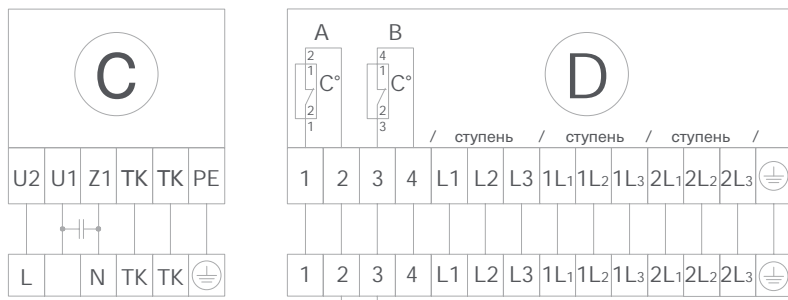 C
U2 U1 Z1 TK TK PE
L N TK TK
A B
2 4
1 C° 1 C°
2 2
1 3
D
/ ступень / ступень / ступень /
1 2 3 4 L1 L2 L3 1L1 1L2 1L3 2L1 2L2 2L3
1 2 3 4 L1 L2 L3 1L1 1L2 1L3 2L1 2L2 2L3